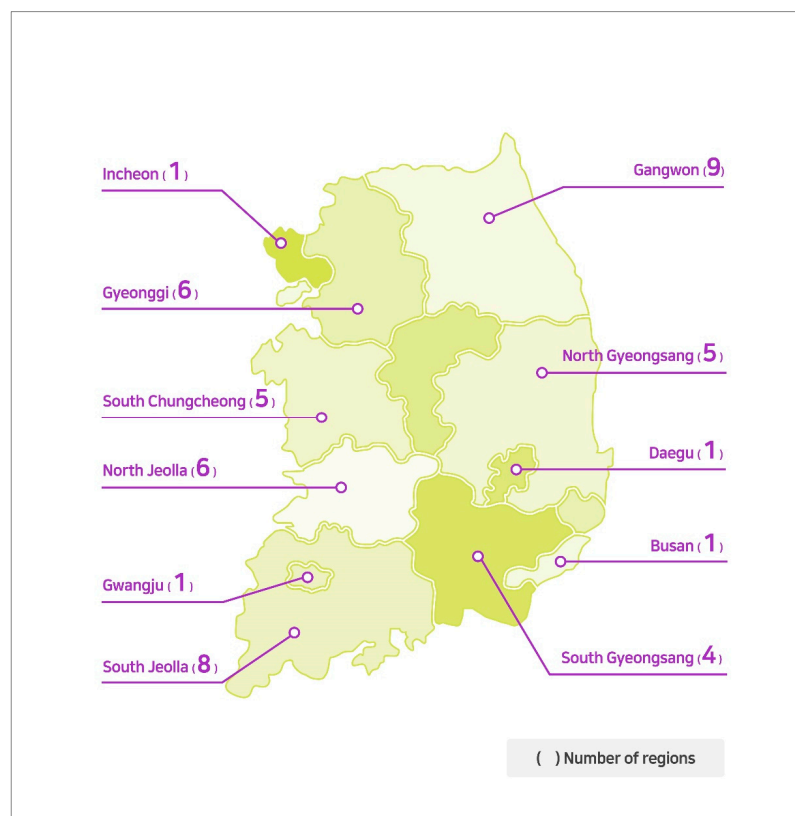 Incheon ( 1 )
Gangwon (9)
Gyeonggi ( 6 )
North Gyeongsang ( 5 )
South Chungcheong ( 5 )
Daegu ( 1 )
North Jeolla ( 6 )
Busan ( 1 )
Gwangju ( 1 )
South Gyeongsang ( 4 )
South Jeolla ( 8 )
(   ) Number of regions